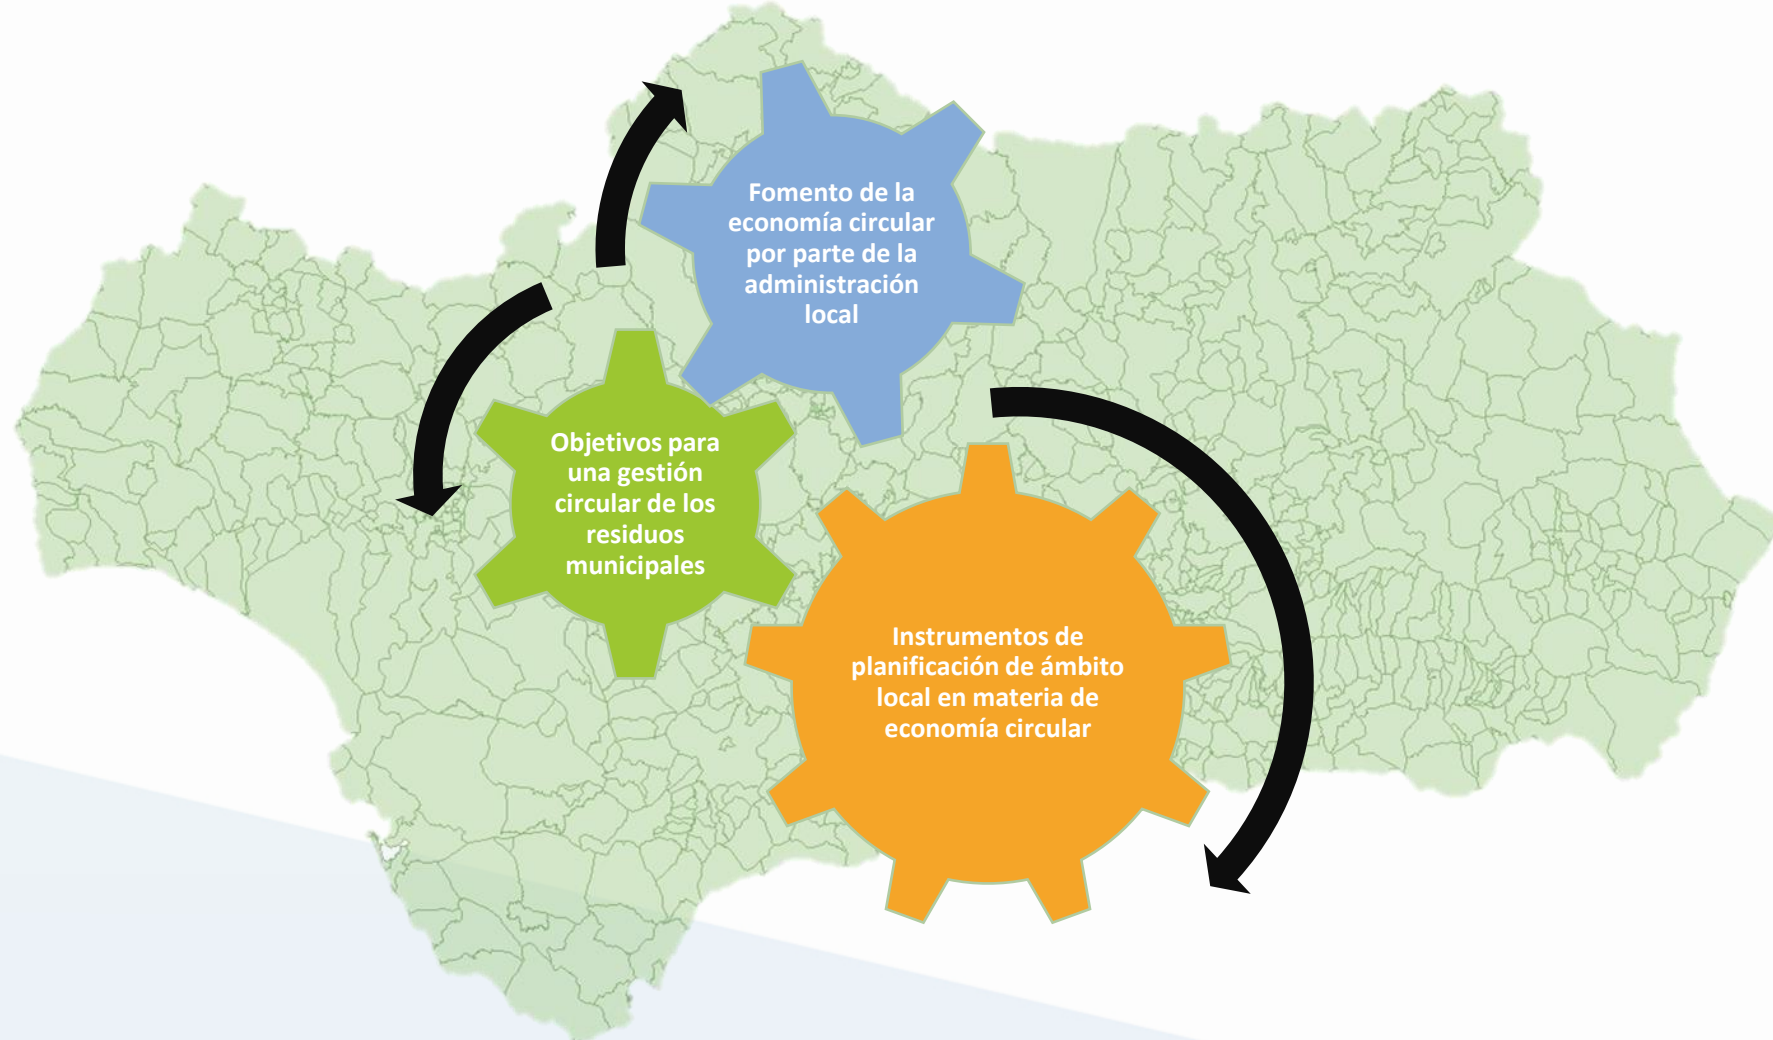 Fomento de la
economía circular
por parte de la
administración
local
Objetivos para
una gestión
circular de los
residuos
municipales
Instrumentos de
planificación de ámbito
local en materia de
economía circular